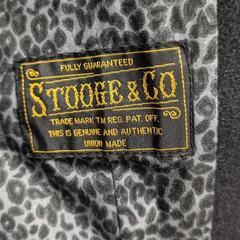 FULLY GUARANTEED
STOOGE & CO
TRADE MARK TM REG. PAT. OFF.
THIS IS GENUINE AND AUTHENTIC
UNION MADE